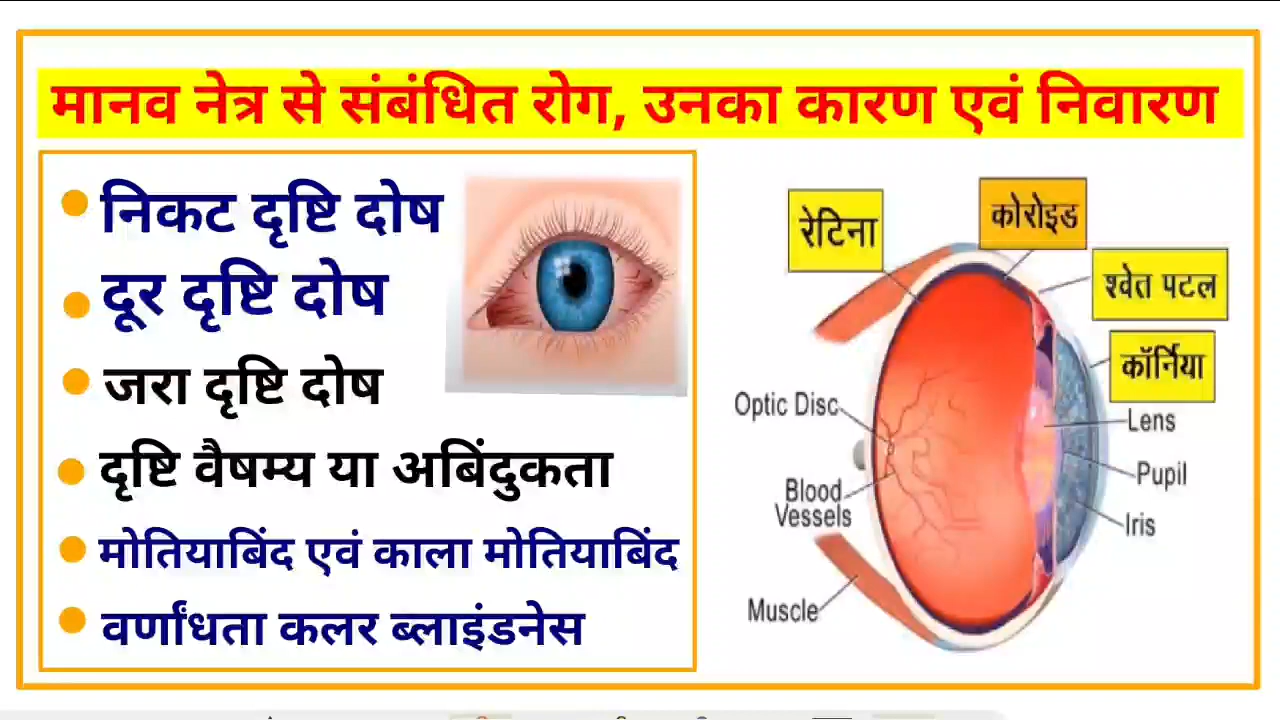 मानव नेत्र से संबंधित रोग, उनका कारण एवं निवारण
निकट दृष्टि दोष
दूर दृष्टि दोष
जरा दृष्टि दोष
दृष्टि वैषम्य या अबिंदुकता
मोतियाबिंद एवं काला मोतियाबिंद
वर्णांधता कलर ब्लाइंडनेस
रेटिना
कोरोइड
श्वेत पटल
कॉर्निया
Optic Disc
Lens
Pupil
Blood
Vessels
Iris
Muscle